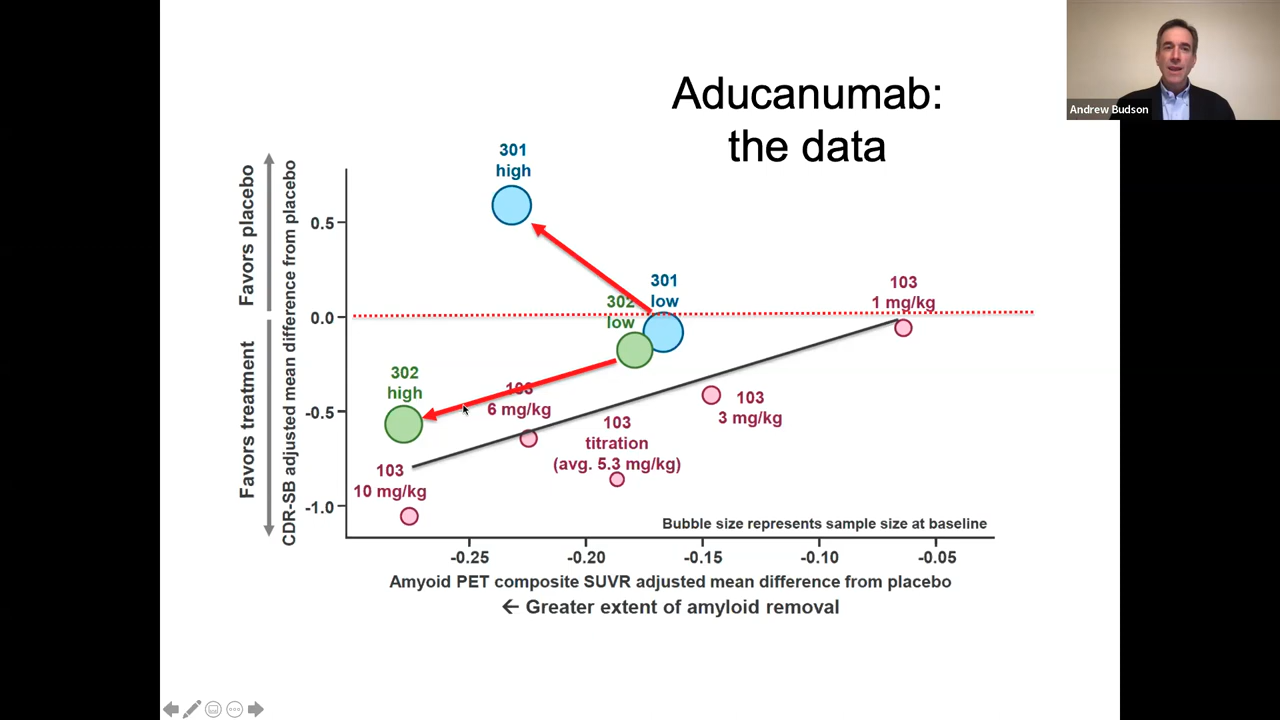 Aducanumab:
the data
Andrew Budson
Favors placebo
Favors treatment
CDR-SB adjusted mean difference from placebo
0.5
0.0
-0.5
-1.0
301
high
301
low
302
low
302
high
103
1 mg/kg
103
3 mg/kg
103
6 mg/kg
103
titration
(avg. 5.3 mg/kg)
103
10 mg/kg
Bubble size represents sample size at baseline
-0.25
-0.20
-0.15
-0.10
-0.05
Amyoid PET composite SUVR adjusted mean difference from placebo
← Greater extent of amyloid removal